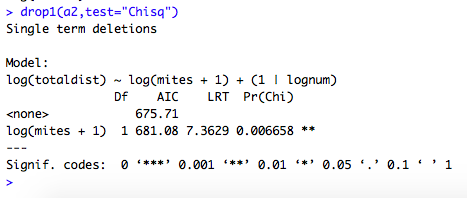 > drop1(a2,test="Chisq")
Single term deletions
Model:
log(totaldist) ~ log(mites + 1) + (1 | lognum)
Df AIC LRT Pr(Chi)
<none> 675.71
log(mites + 1) 1 681.08 7.3629 0.006658 **
---
Signif. codes: 0 ‘***’ 0.001 ‘**’ 0.01 ‘*’ 0.05 ‘.’ 0.1 ‘ ’ 1
>